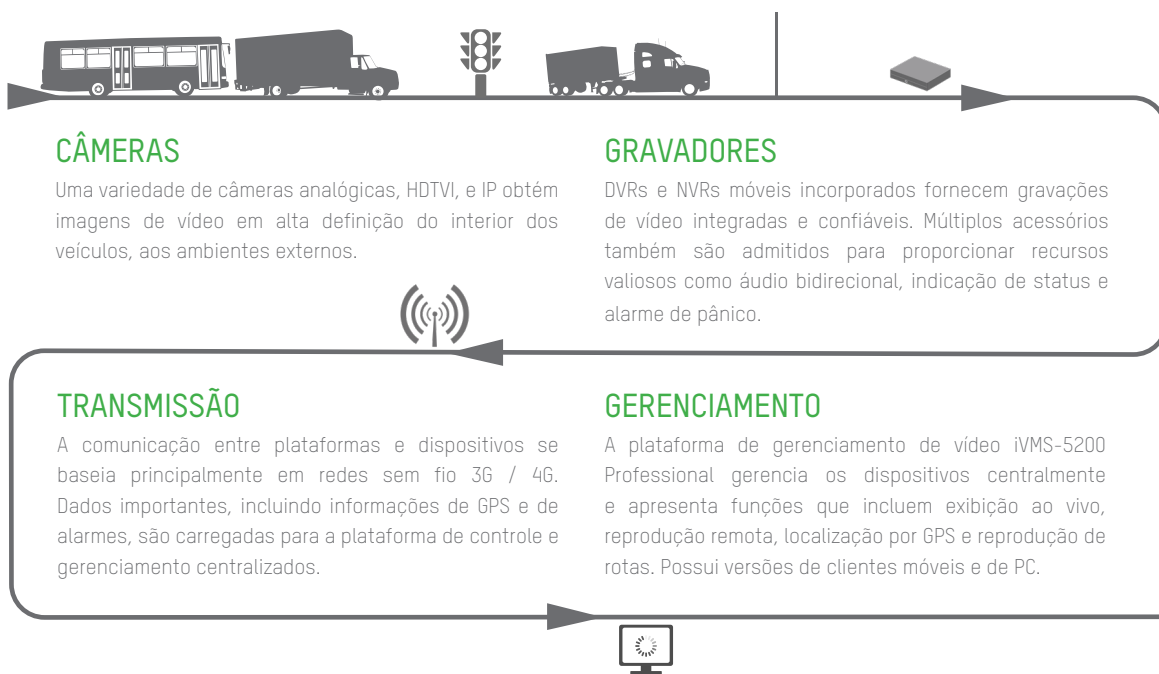 CÂMERAS
Uma variedade de câmeras analógicas, HDTVI, e IP obtém
imagens de vídeo em alta definição do interior dos
veículos, aos ambientes externos.
GRAVADORES
DVRs e NVRs móveis incorporados fornecem gravações
de vídeo integradas e confiáveis. Múltiplos acessórios
também são admitidos para proporcionar recursos
valiosos como áudio bidirecional, indicação de status e
alarme de pânico.
TRANSMISSÃO
A comunicação entre plataformas e dispositivos se
baseia principalmente em redes sem fio 3G / 4G.
Dados importantes, incluindo informações de GPS e de
alarmes, são carregadas para a plataforma de controle e
gerenciamento centralizados.
GERENCIAMENTO
A plataforma de gerenciamento de vídeo iVMS-5200
Professional gerencia os dispositivos centralmente
e apresenta funções que incluem exibição ao vivo,
reprodução remota, localização por GPS e reprodução de
rotas. Possui versões de clientes móveis e de PC.